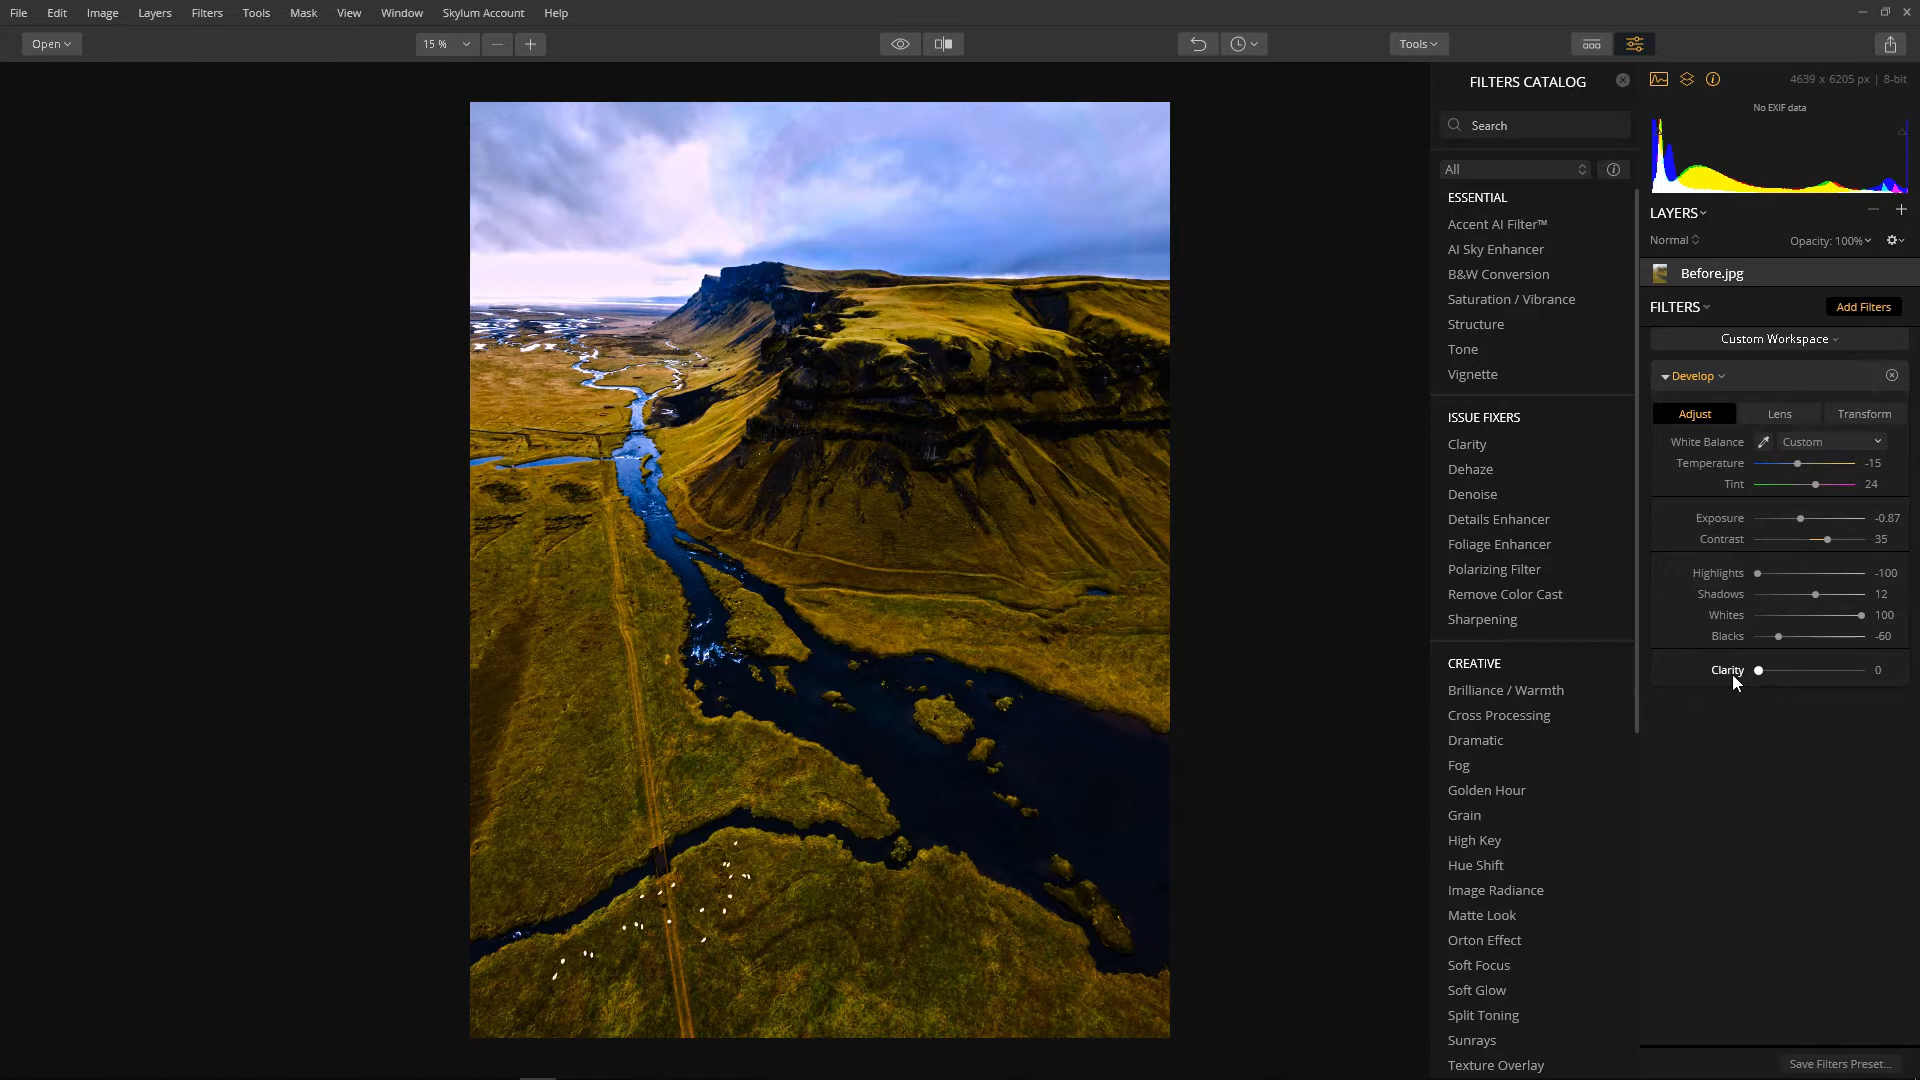 File Edit Image Layers Filters Tools Mask View Window Skylum Account Help
Open 15 % Tools
FILTERS CATALOG
Search
All
ESSENTIAL
Accent AI Filter™
AI Sky Enhancer
B&W Conversion
Saturation / Vibrance
Structure
Tone
Vignette
ISSUE FIXERS
Clarity
Dehaze
Denoise
Details Enhancer
Foliage Enhancer
Polarizing Filter
Remove Color Cast
Sharpening
CREATIVE
Brilliance / Warmth
Cross Processing
Dramatic
Fog
Golden Hour
Grain
High Key
Hue Shift
Image Radiance
Matte Look
Orton Effect
Soft Focus
Soft Glow
Split Toning
Sunrays
Texture Overlay
4639 x 6205 px | 8-bit
No EXIF data
LAYERS
Normal Opacity: 100%
Before.jpg
FILTERS Add Filters
Custom Workspace
Develop
Adjust Lens Transform
White Balance Custom
Temperature -15
Tint 24
Exposure -0.87
Contrast 35
Highlights -100
Shadows 12
Whites 100
Blacks -60
Clarity 0
Save Filters Preset...